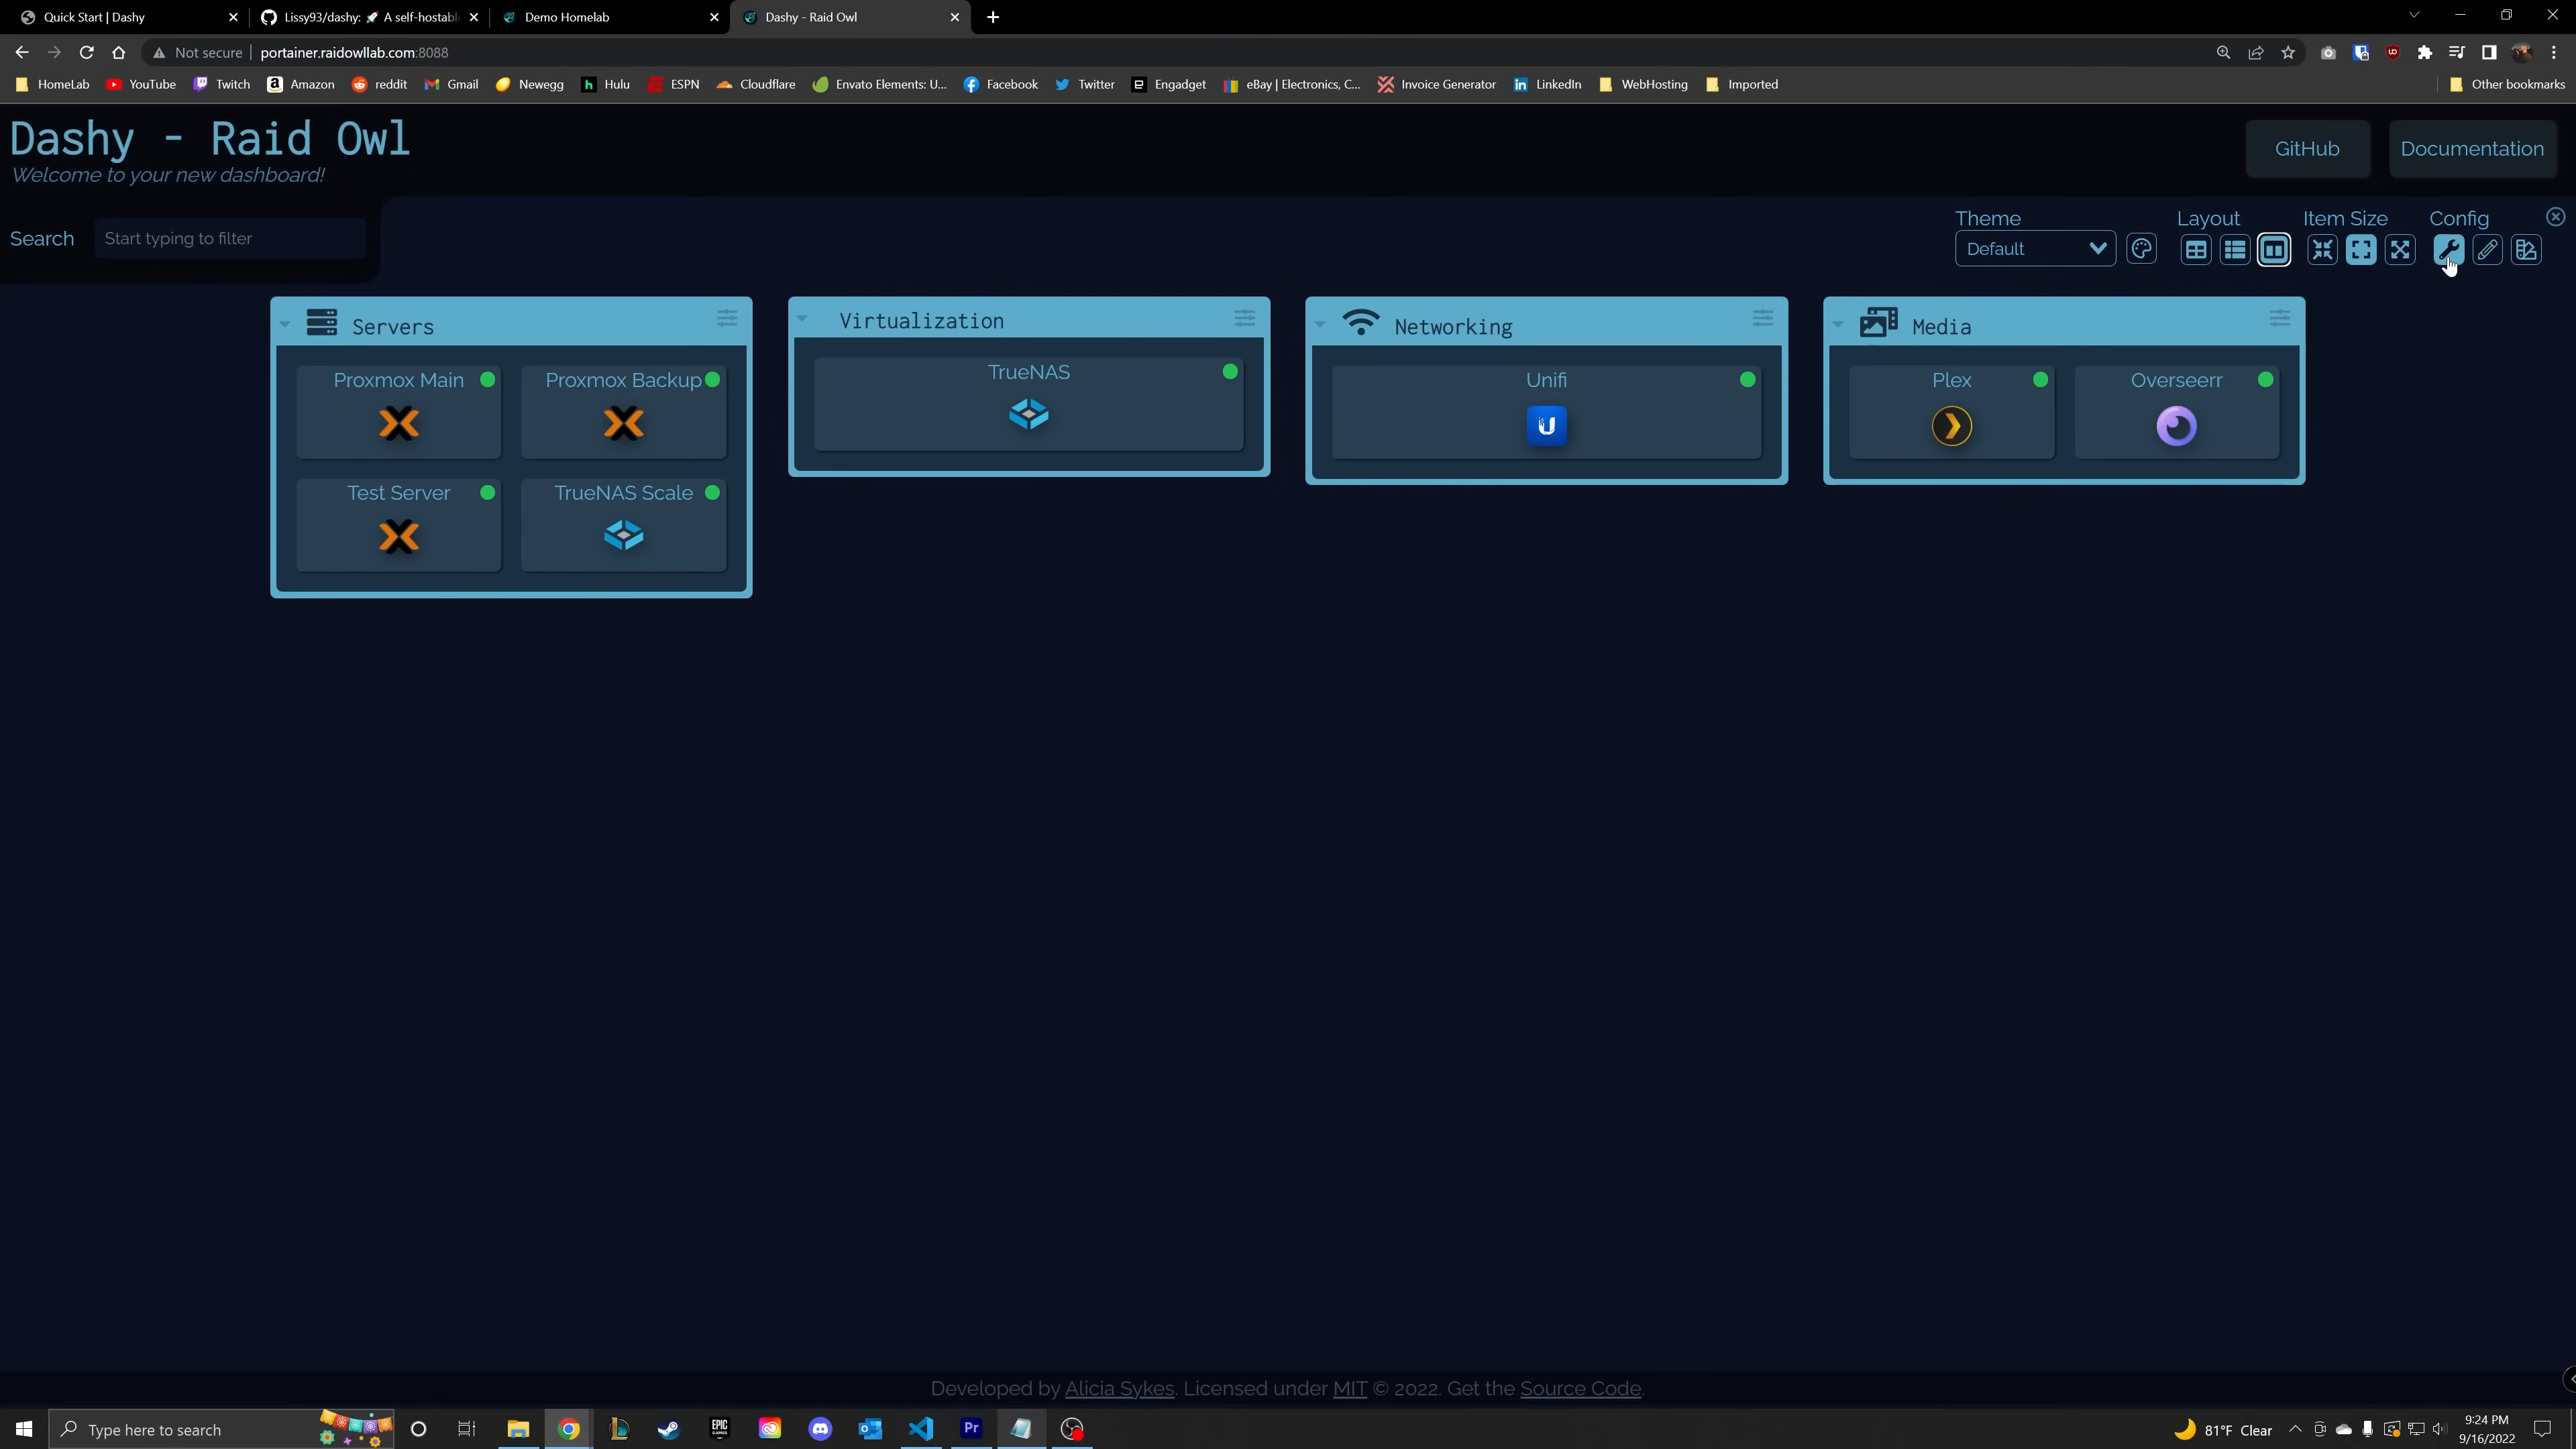 Quick Start | Dashy
Lissy93/dashy: 🚀 A self-hostabl
Demo Homelab
Dashy - Raid Owl
Not secure
portainer.raidowllab.com:8088
HomeLab
YouTube
Twitch
Amazon
reddit
Gmail
Newegg
Hulu
ESPN
Cloudflare
Envato Elements: U...
Facebook
Twitter
Engadget
eBay | Electronics, C...
Invoice Generator
LinkedIn
WebHosting
Imported
Other bookmarks
Dashy - Raid Owl
Welcome to your new dashboard!
GitHub
Documentation
Search
Start typing to filter
Theme
Default
Layout
Item Size
Config
Servers
Proxmox Main
Proxmox Backup
Test Server
TrueNAS Scale
Virtualization
TrueNAS
Networking
Unifi
Media
Plex
Overseerr
Developed by Alicia Sykes. Licensed under MIT © 2022. Get the Source Code.
Type here to search
EPIC
GAMES
Pr
81°F Clear
9:24 PM
9/16/2022